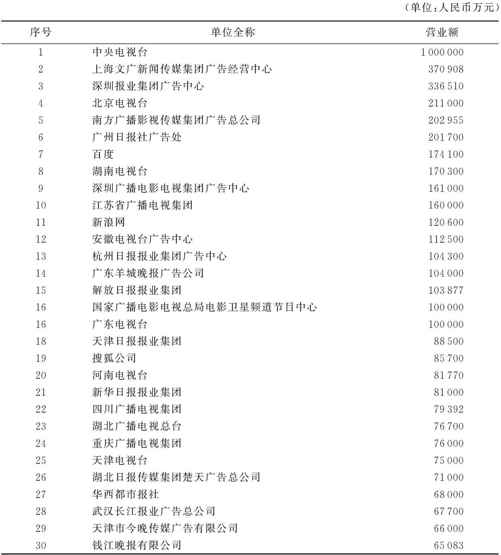 （单位：人民币万元）
序号 单位全称 营业额
1 中央电视台 1 000 000
2 上海文广新闻传媒集团广告经营中心 370 908
3 深圳报业集团广告中心 336 510
4 北京电视台 211 000
5 南方广播影视传媒集团广告总公司 202 955
6 广州日报社广告处 201 700
7 百度 174 100
8 湖南电视台 170 300
9 深圳广播电影电视集团广告中心 161 000
10 江苏省广播电视集团 160 000
11 新浪网 120 600
12 安徽电视台广告中心 112 500
13 杭州日报报业集团广告中心 104 300
14 广东羊城晚报广告公司 104 000
15 解放日报报业集团 103 877
16 国家广播电影电视总局电影卫星频道节目中心 100 000
16 广东电视台 100 000
18 天津日报报业集团 88 500
19 搜狐公司 85 700
20 河南电视台 81 770
21 新华日报报业集团 81 000
22 四川广播电视集团 79 392
23 湖北广播电视总台 76 700
24 重庆广播电视集团 76 000
25 天津电视台 75 000
26 湖北日报传媒集团楚天广告总公司 71 000
27 华西都市报社 68 000
28 武汉长江报业广告总公司 67 700
29 天津市今晚传媒广告有限公司 66 000
30 钱江晚报有限公司 65 083